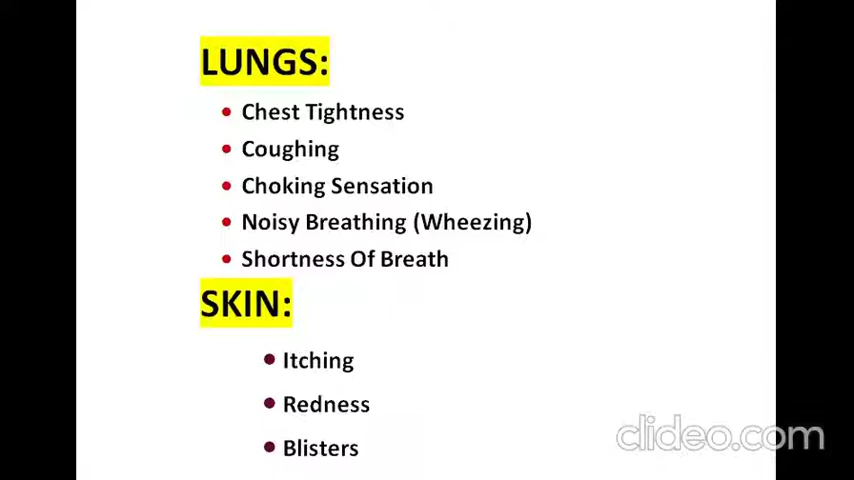 LUNGS:
• Chest Tightness
• Coughing
• Choking Sensation
• Noisy Breathing (Wheezing)
• Shortness Of Breath
SKIN:
• Itching
• Redness
• Blisters
clideo.com